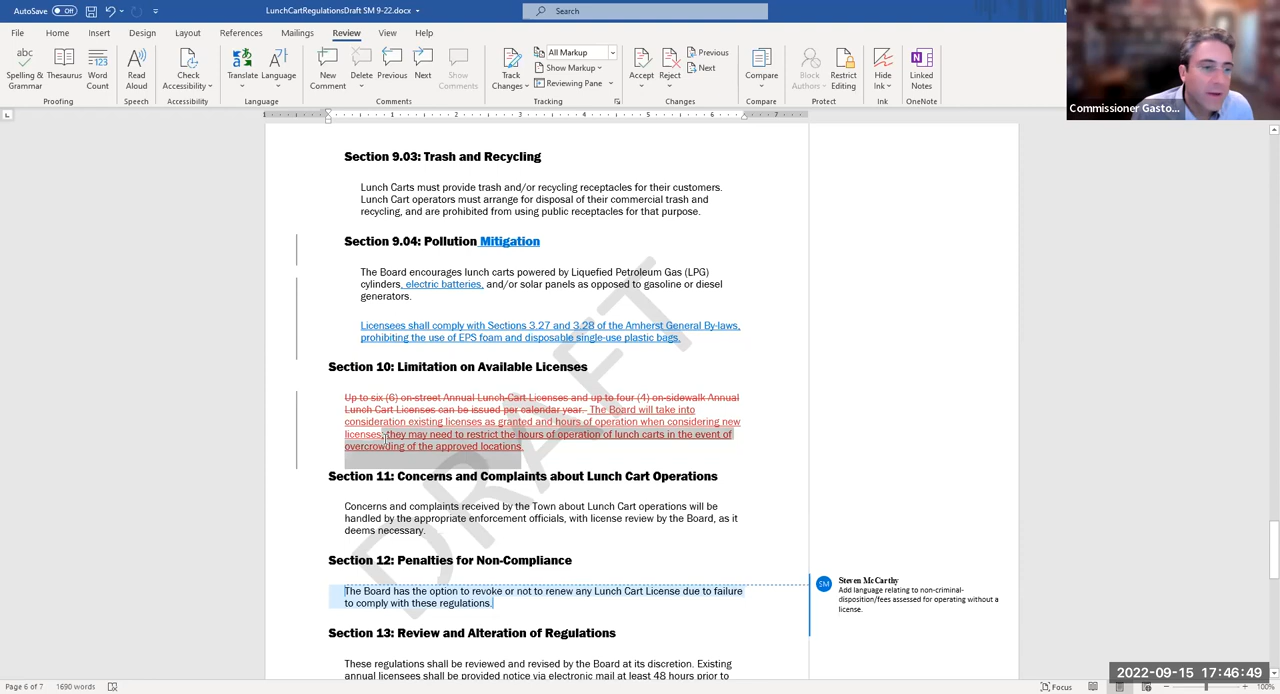 AutoSave Off LunchCartRegulationsDraft SM 9-22.docx Search
File Home Insert Design Layout References Mailings Review View Help
Spelling & Grammar Thesaurus Word Count Read Aloud Check Accessibility Translate Language New Comment Delete Previous Next Show Comments Track Changes All Markup Show Markup Reviewing Pane Accept Reject Previous Next Compare Block Authors Restrict Editing Hide Ink Linked Notes
Proofing Speech Accessibility Language Comments Tracking Changes Compare Protect Ink OneNote
Commissioner Gasto...
1 1 2 3 4 5 6 7
Section 9.03: Trash and Recycling
Lunch Carts must provide trash and/or recycling receptacles for their customers.
Lunch Cart operators must arrange for disposal of their commercial trash and
recycling, and are prohibited from using public receptacles for that purpose.
Section 9.04: Pollution Mitigation
The Board encourages lunch carts powered by Liquefied Petroleum Gas (LPG)
cylinders, electric batteries, and/or solar panels as opposed to gasoline or diesel
generators.
Licensees shall comply with Sections 3.27 and 3.28 of the Amherst General By-laws,
prohibiting the use of EPS foam and disposable single-use plastic bags.
Section 10: Limitation on Available Licenses
Up to six (6) on-street Annual Lunch-Cart Licenses and up to four (4) on-sidewalk Annual
Lunch Cart Licenses can be issued per calendar year. The Board will take into
consideration existing licenses as granted and hours of operation when considering new
licenses; they may need to restrict the hours of operation of lunch carts in the event of
overcrowding of the approved locations.
Section 11: Concerns and Complaints about Lunch Cart Operations
Concerns and complaints received by the Town about Lunch Cart operations will be
handled by the appropriate enforcement officials, with license review by the Board, as it
deems necessary.
Section 12: Penalties for Non-Compliance
The Board has the option to revoke or not to renew any Lunch Cart License due to failure
to comply with these regulations.
SM Steven McCarthy
Add language relating to non-criminal-
disposition/fees assessed for operating without a
license.
Section 13: Review and Alteration of Regulations
These regulations shall be reviewed and revised by the Board at its discretion. Existing
annual licensees shall be provided notice via electronic mail at least 48 hours prior to
DRAFT
2022-09-15 17:46:49
Page 6 of 7 1690 words Focus 100%